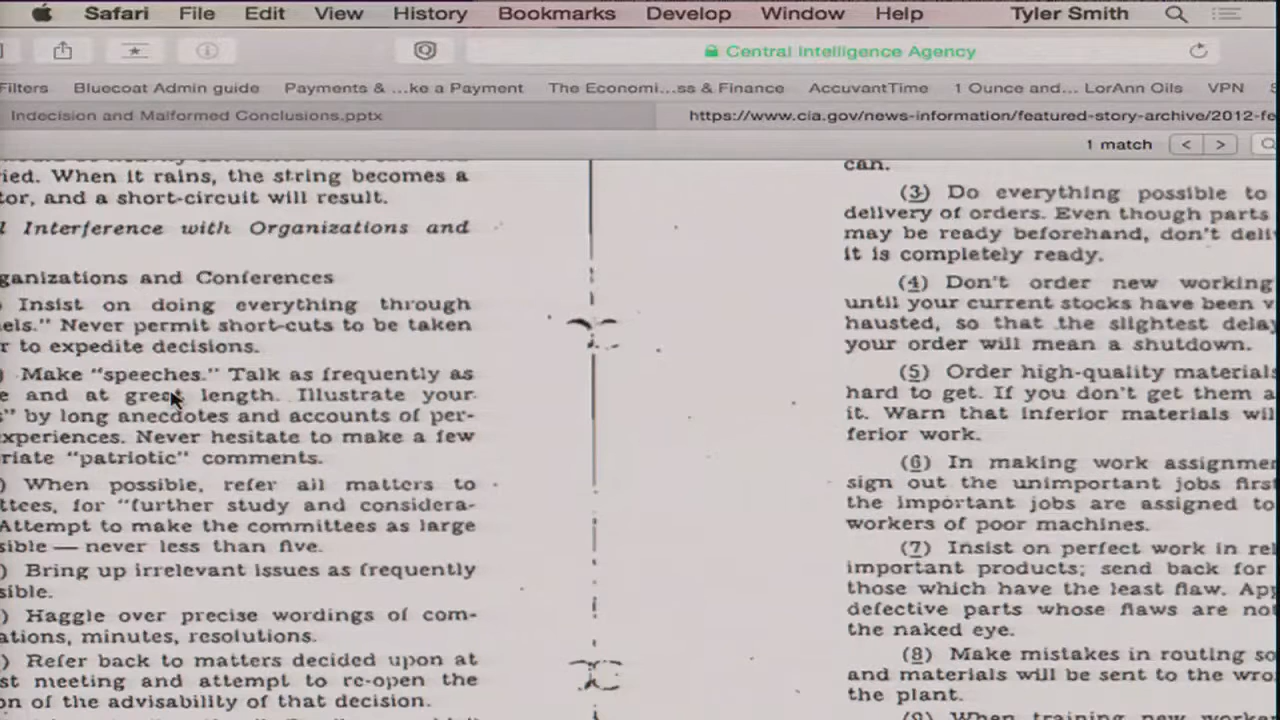 Safari File Edit View History Bookmarks Develop Window Help Tyler Smith
Central Intelligence Agency
Filters Bluecoat Admin guide Payments & ...ke a Payment The Economi...ss & Finance AccuvantTime 1 Ounce and... LorAnn Oils VPN
Indecision and Malformed Conclusions.pptx https://www.cia.gov/news-information/featured-story-archive/2012-fe
1 match
ried. When it rains, the string becomes a
tor, and a short-circuit will result.
l Interference with Organizations and
ganizations and Conferences
Insist on doing everything through
els." Never permit short-cuts to be taken
r to expedite decisions.
) Make "speeches." Talk as frequently as
e and at great length. Illustrate your
s" by long anecdotes and accounts of per-
xperiences. Never hesitate to make a few
riate "patriotic" comments.
) When possible, refer all matters to
ttees, for "further study and considera-
Attempt to make the committees as large
sible — never less than five.
) Bring up irrelevant issues as frequently
sible.
) Haggle over precise wordings of com-
ations, minutes, resolutions.
) Refer back to matters decided upon at
st meeting and attempt to re-open the
on of the advisability of that decision.
can.
(3) Do everything possible to
delivery of orders. Even though parts
may be ready beforehand, don't deli
it is completely ready.
(4) Don't order new working
until your current stocks have been v
hausted, so that the slightest delay
your order will mean a shutdown.
(5) Order high-quality materials
hard to get. If you don't get them a
it. Warn that inferior materials wil
ferior work.
(6) In making work assignmen
sign out the unimportant jobs first
the important jobs are assigned to
workers of poor machines.
(7) Insist on perfect work in rel
important products; send back for
those which have the least flaw. App
defective parts whose flaws are not
the naked eye.
(8) Make mistakes in routing so
and materials will be sent to the wro
the plant.
(9) When training new worker